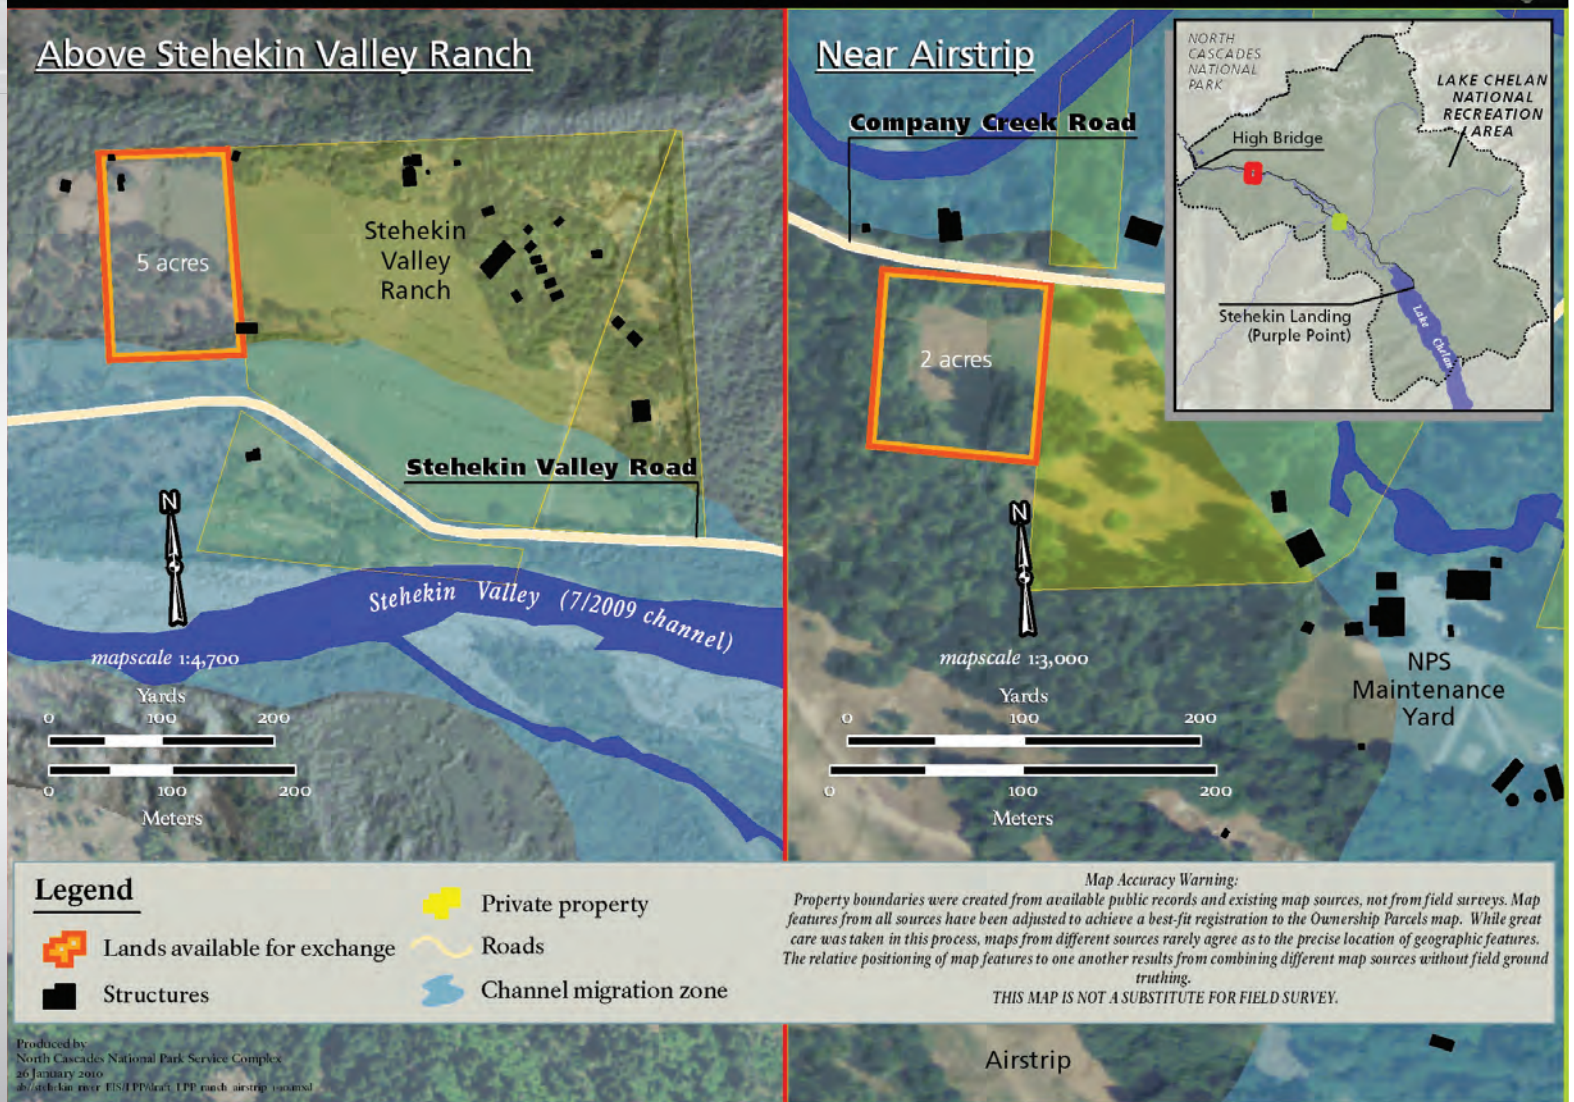 Above Stehekin Valley Ranch
5 acres
Stehekin
Valley
Ranch
Stehekin Valley Road
N
Stehekin Valley (7/2009 channel)
mapscale 1:4,700
Yards
0 100 200
0 100 200
Meters
Near Airstrip
Company Creek Road
2 acres
N
mapscale 1:3,000
Yards
0 100 200
0 100 200
Meters
NPS
Maintenance
Yard
NORTH
CASCADES
NATIONAL
PARK
LAKE CHELAN
NATIONAL
RECREATION
AREA
High Bridge
Stehekin Landing
(Purple Point)
Lake Chelan
Legend
Lands available for exchange
Structures
Private property
Roads
Channel migration zone
Map Accuracy Warning:
Property boundaries were created from available public records and existing map sources, not from field surveys. Map
features from all sources have been adjusted to achieve a best-fit registration to the Ownership Parcels map. While great
care was taken in this process, maps from different sources rarely agree as to the precise location of geographic features.
The relative positioning of map features to one another results from combining different map sources without field ground
truthing.
THIS MAP IS NOT A SUBSTITUTE FOR FIELD SURVEY.
Produced by
North Cascades National Park Service Complex
26 January 2010
Airstrip